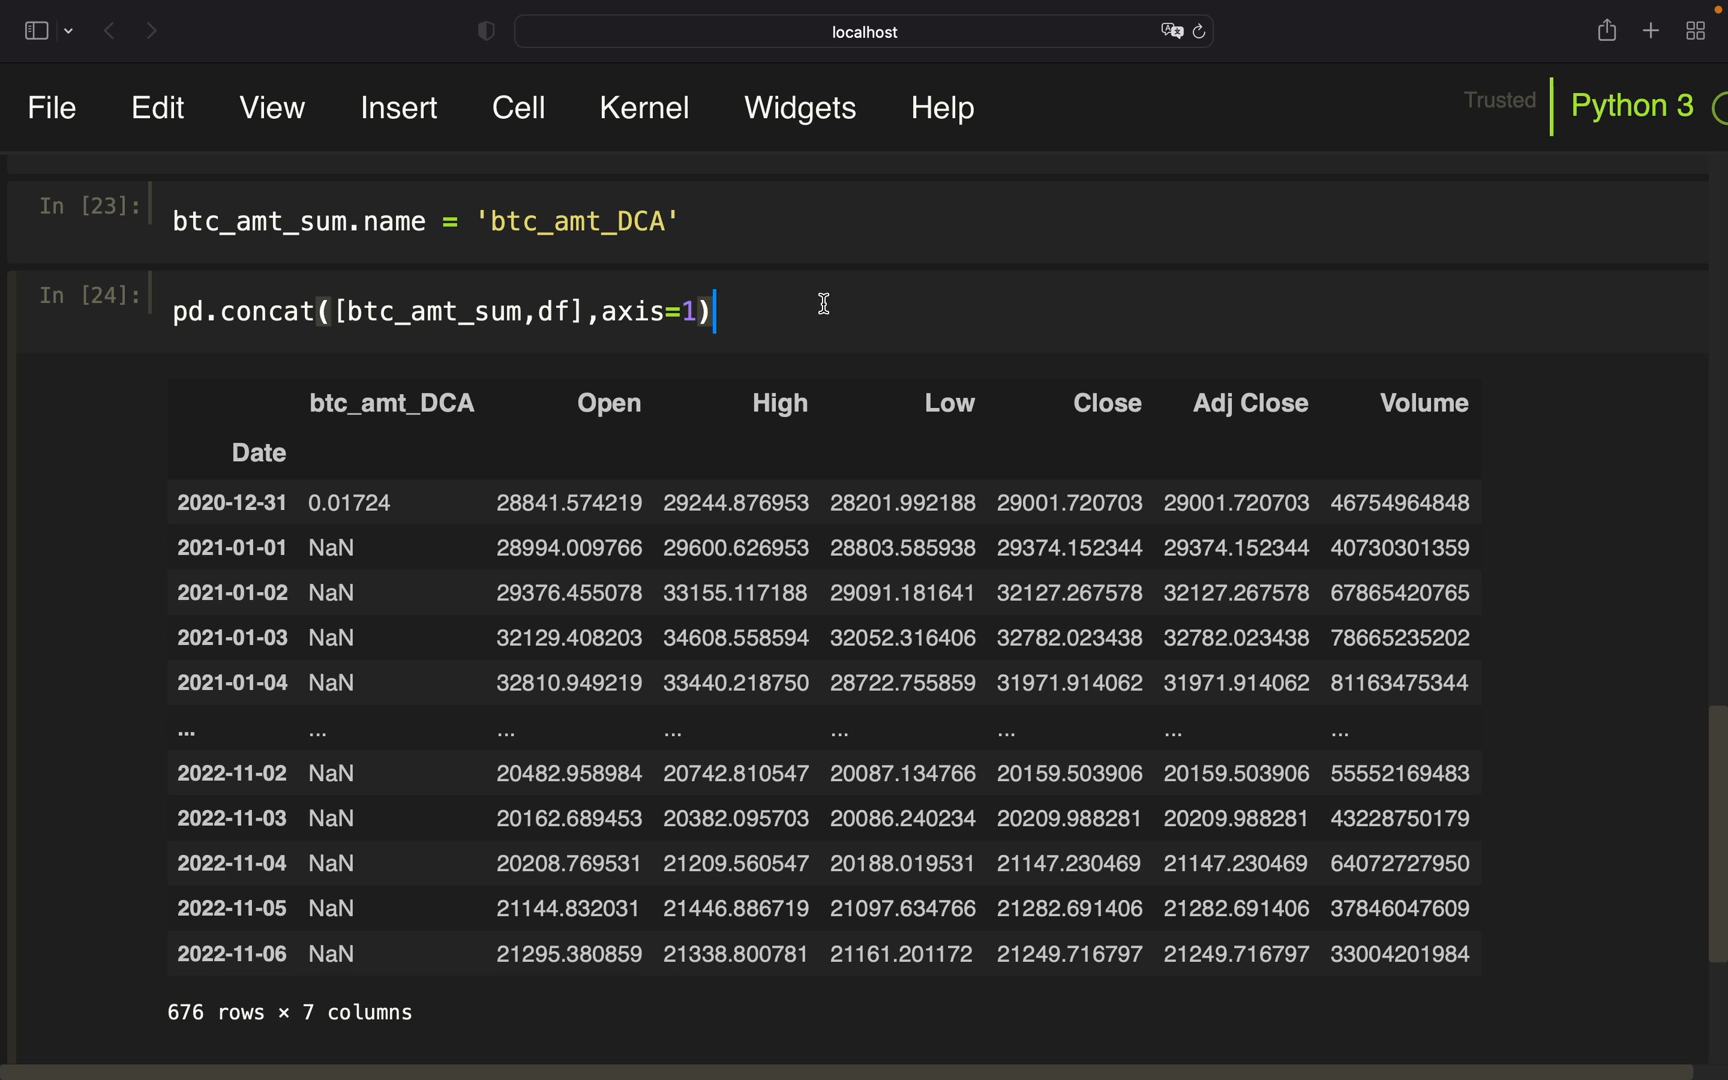 localhost
File Edit View Insert Cell Kernel Widgets Help Trusted Python 3
In [23]: btc_amt_sum.name = 'btc_amt_DCA'
In [24]: pd.concat([btc_amt_sum,df],axis=1)
btc_amt_DCA Open High Low Close Adj Close Volume
Date
2020-12-31 0.01724 28841.574219 29244.876953 28201.992188 29001.720703 29001.720703 46754964848
2021-01-01 NaN 28994.009766 29600.626953 28803.585938 29374.152344 29374.152344 40730301359
2021-01-02 NaN 29376.455078 33155.117188 29091.181641 32127.267578 32127.267578 67865420765
2021-01-03 NaN 32129.408203 34608.558594 32052.316406 32782.023438 32782.023438 78665235202
2021-01-04 NaN 32810.949219 33440.218750 28722.755859 31971.914062 31971.914062 81163475344
... ... ... ... ... ... ... ...
2022-11-02 NaN 20482.958984 20742.810547 20087.134766 20159.503906 20159.503906 55552169483
2022-11-03 NaN 20162.689453 20382.095703 20086.240234 20209.988281 20209.988281 43228750179
2022-11-04 NaN 20208.769531 21209.560547 20188.019531 21147.230469 21147.230469 64072727950
2022-11-05 NaN 21144.832031 21446.886719 21097.634766 21282.691406 21282.691406 37846047609
2022-11-06 NaN 21295.380859 21338.800781 21161.201172 21249.716797 21249.716797 33004201984
676 rows × 7 columns